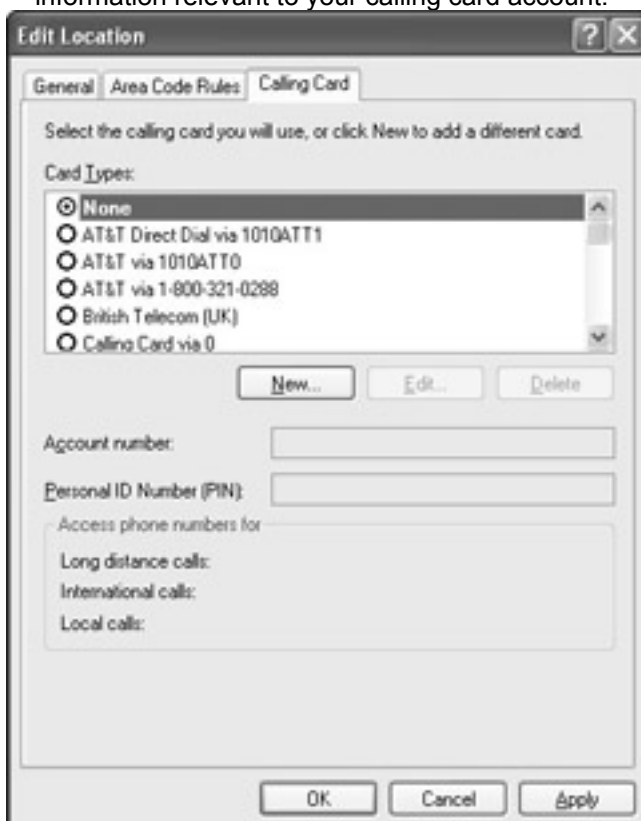 information relevant to your calling card account.
Edit Location
General Area Code Rules Calling Card
Select the calling card you will use, or click New to add a different card.
Card Types:
None
AT&T Direct Dial via 1010ATT1
AT&T via 1010ATT0
AT&T via 1-800-321-0288
British Telecom (UK)
Calling Card via 0
New... Edit... Delete
Account number:
Personal ID Number (PIN):
Access phone numbers for
Long distance calls:
International calls:
Local calls:
OK Cancel Apply